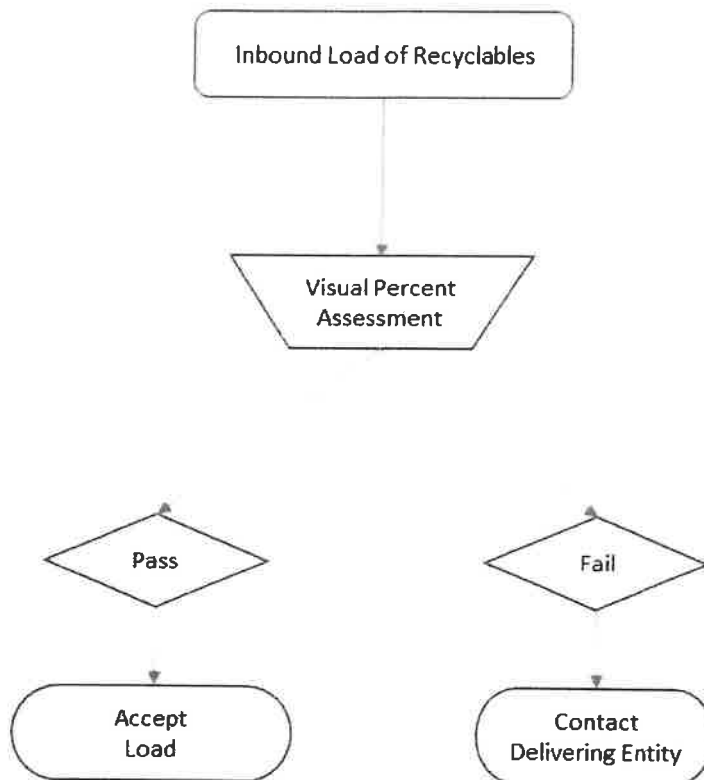 Inbound Load of Recyclables
Visual Percent
Assessment
Pass
Fail
Accept
Load
Contact
Delivering Entity